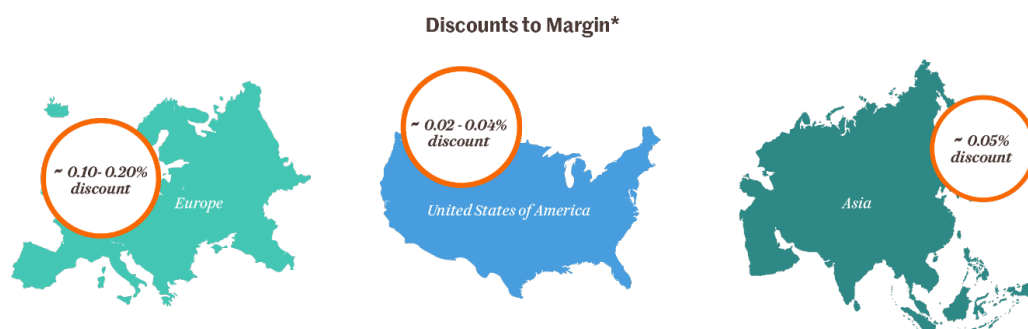 Discounts to Margin*
~ 0.10- 0.20%
discount
Europe
~ 0.02 - 0.04%
discount
United States of America
~ 0.05%
discount
Asia